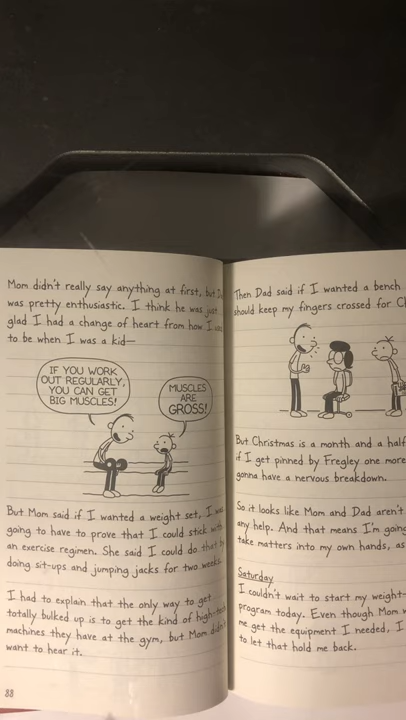 Mom didn't really say anything at first, but
was pretty enthusiastic. I think he was just
glad I had a change of heart from how I
to be when I was a kid—
IF YOU WORK
OUT REGULARLY,
YOU CAN GET
BIG MUSCLES!
MUSCLES
ARE
GROSS!
But Mom said if I wanted a weight set, I
going to have to prove that I could stick with
an exercise regimen. She said I could do that
doing sit-ups and jumping jacks for two weeks.
I had to explain that the only way to get
totally bulked up is to get the kind of high-tech
machines they have at the gym, but Mom didn't
want to hear it.
88
Then Dad said if I wanted a bench
should keep my fingers crossed for
But Christmas is a month and a half
if I get pinned by Fregley one more
gonna have a nervous breakdown.
So it looks like Mom and Dad aren't
any help. And that means I'm going
take matters into my own hands, as
Saturday
I couldn't wait to start my weight-
program today. Even though Mom
me get the equipment I needed, I
to let that hold me back.